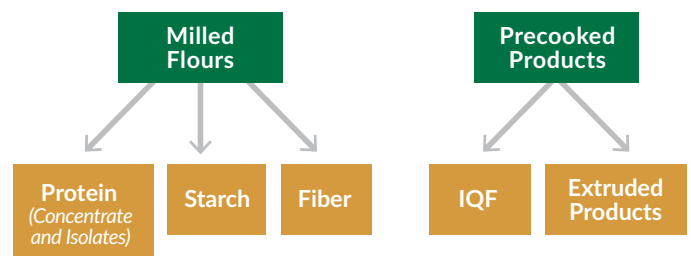 Milled
Flours
Precooked
Products
Protein
(Concentrate
and Isolates)
Starch
Fiber
IQF
Extruded
Products